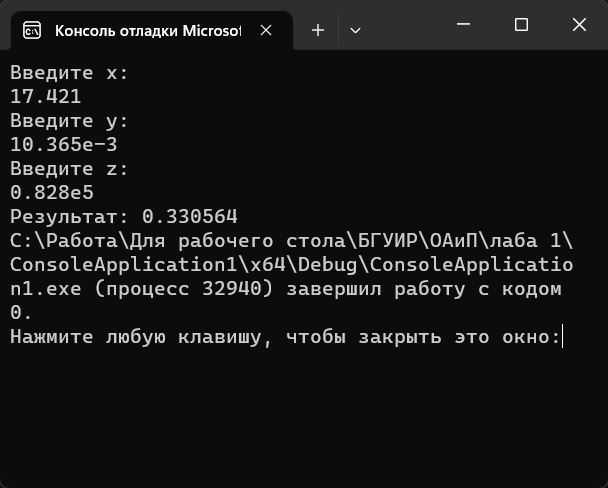 Консоль отладки Microsof
Введите x:
17.421
Введите y:
10.365e-3
Введите z:
0.828e5
Результат: 0.330564
C:\Работа\Для рабочего стола\БГУИР\ОАиП\лаба 1\
ConsoleApplication1\x64\Debug\ConsoleApplicatio
n1.exe (процесс 32940) завершил работу с кодом
0.
Нажмите любую клавишу, чтобы закрыть это окно: